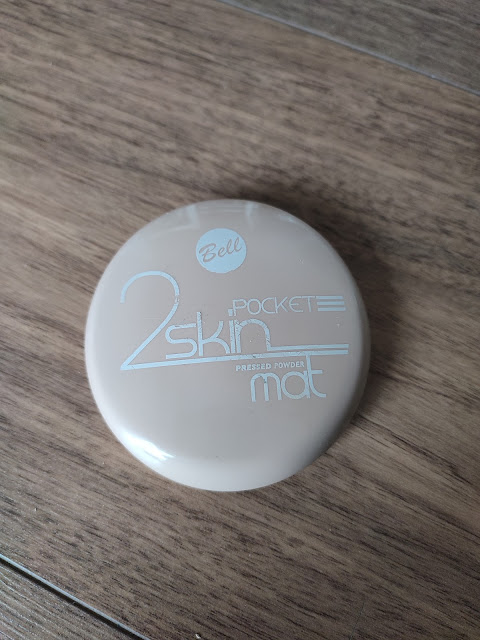 Bell
POCKET
2skin
PRESSED POWDER
mat